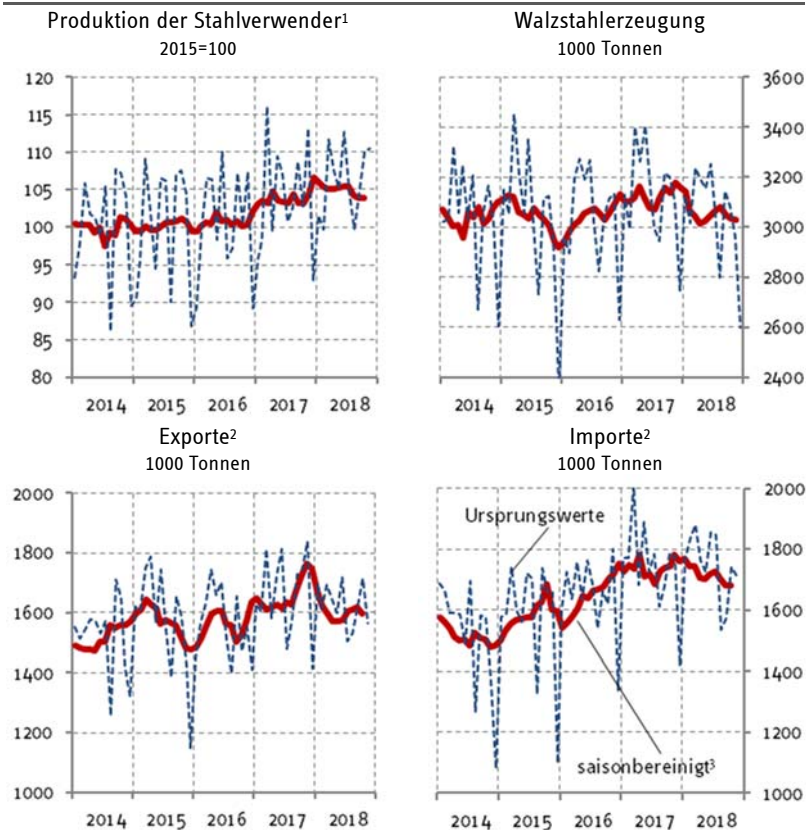 Produktion der Stahlverwender¹
2015=100
120
115
110
105
100
95
90
85
80
2014 2015 2016 2017 2018
Walzstahlerzeugung
1000 Tonnen
3600
3400
3200
3000
2800
2600
2400
2014 2015 2016 2017 2018
Exporte²
1000 Tonnen
2000
1800
1600
1400
1200
1000
2014 2015 2016 2017 2018
Importe²
1000 Tonnen
Ursprungswerte
saisonbereinigt³
2000
1800
1600
1400
1200
1000
2014 2015 2016 2017 2018